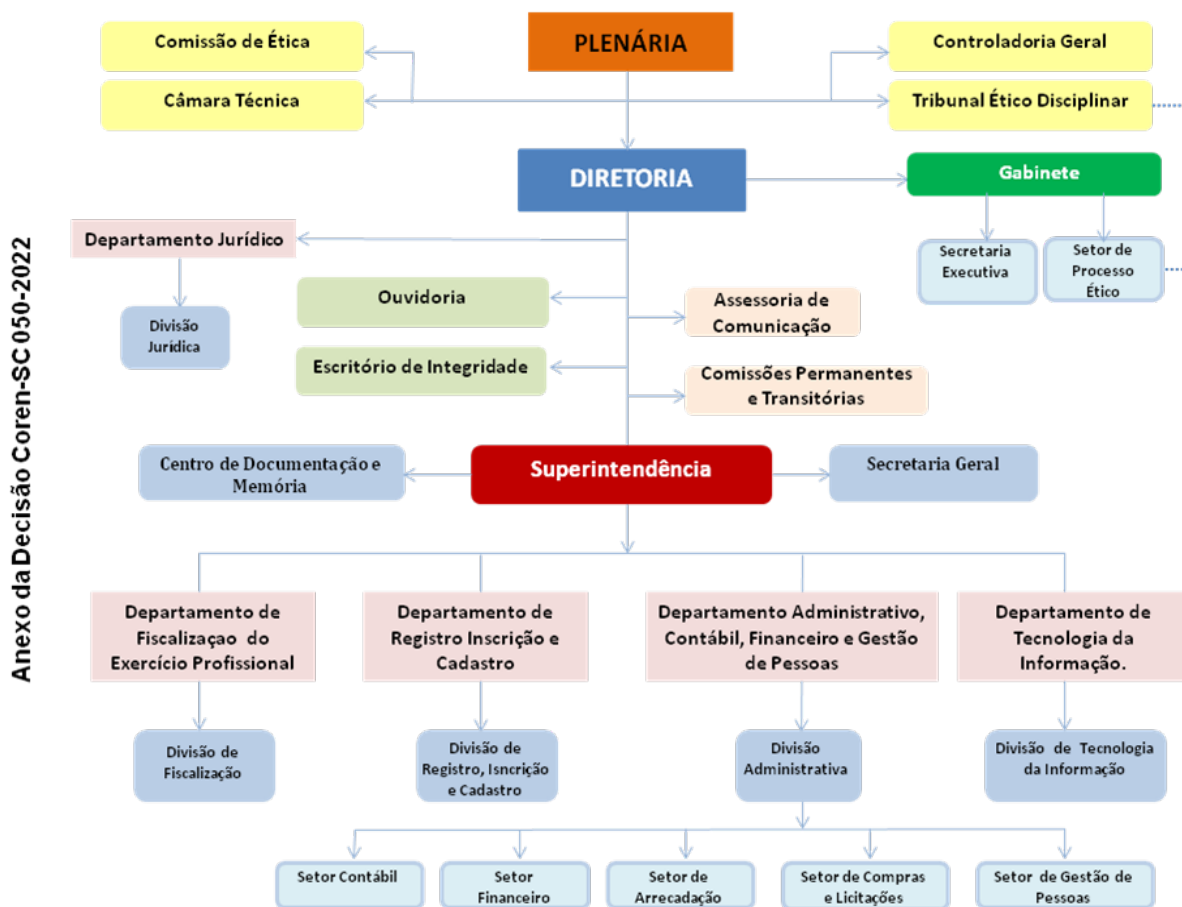 Anexo da Decisão Coren-SC 050-2022
PLENÁRIA
Comissão de Ética
Controladoria Geral
Câmara Técnica
Tribunal Ético Disciplinar
DIRETORIA
Gabinete
Departamento Jurídico
Secretaria
Executiva
Setor de
Processo
Ético
Ouvidoria
Assessoria de
Comunicação
Divisão
Jurídica
Escritório de Integridade
Comissões Permanentes
e Transitórias
Centro de Documentação e
Memória
Superintendência
Secretaria Geral
Departamento de
Fiscalizaçao do
Exercício Profissional
Departamento de
Registro Inscrição e
Cadastro
Departamento Administrativo,
Contábil, Financeiro e Gestão
de Pessoas
Departamento de
Tecnologia da
Informação.
Divisão de
Fiscalização
Divisão de
Registro, Isncrição
e Cadastro
Divisão
Administrativa
Divisão de Tecnologia
da Informação
Setor Contábil
Setor
Financeiro
Setor de
Arrecadação
Setor de Compras
e Licitações
Setor de Gestão de
Pessoas